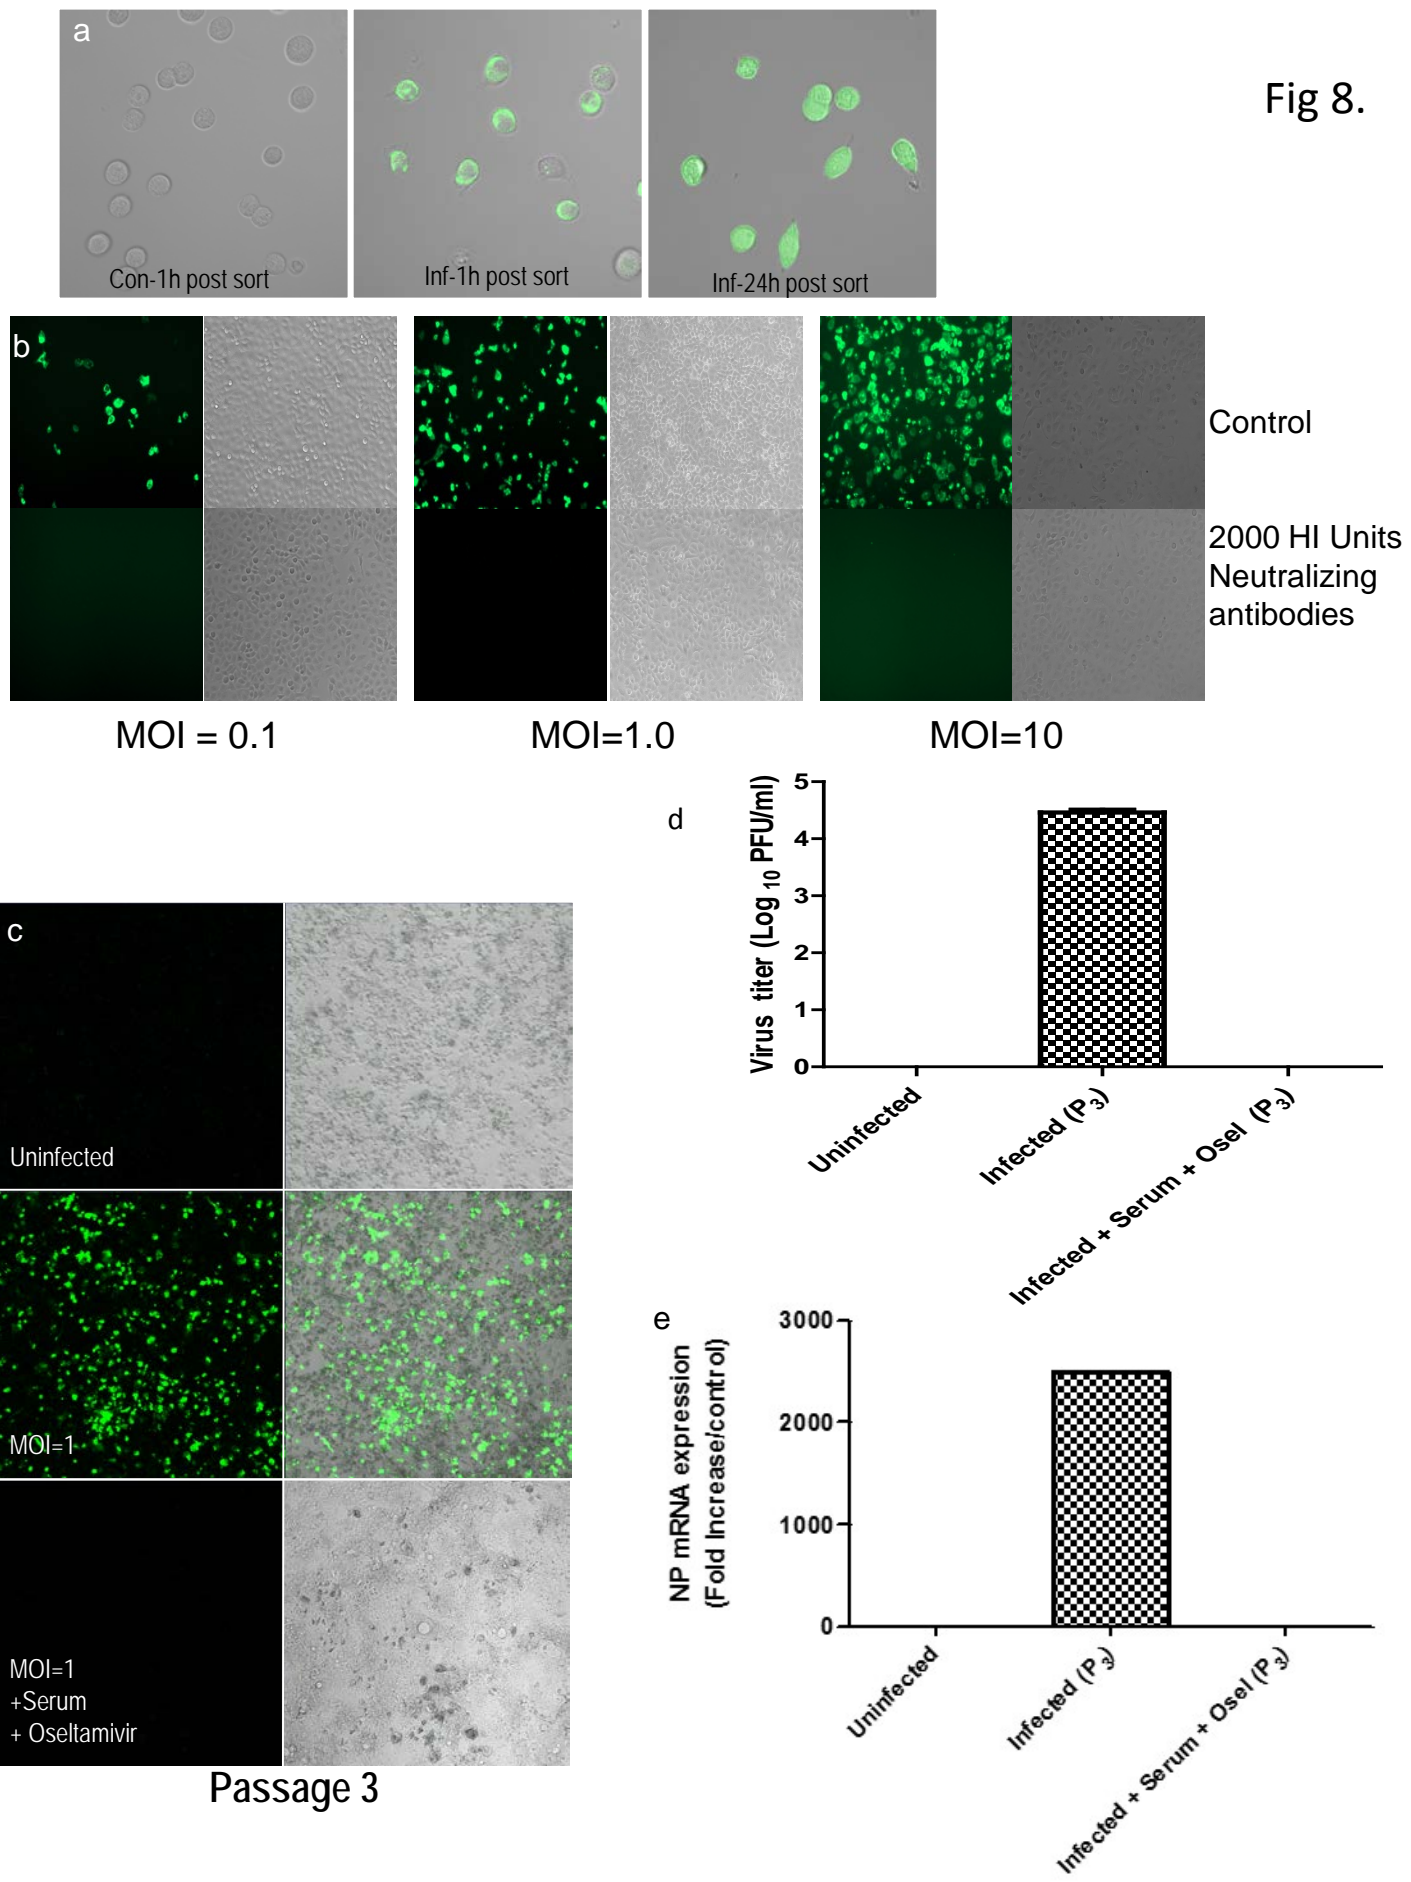 a
Fig 8.
Con-1h post sort
Inf-1h post sort
Inf-24h post sort
b
Control
2000 HI Units
Neutralizing
antibodies
MOI = 0.1
MOI=1.0
MOI=10
c
Uninfected
MOI=1
MOI=1
+Serum
+ Oseltamivir
Passage 3
d
Virus titer (Log 10 PFU/ml)
5
4
3
2
1
0
Uninfected
Infected (P3)
Infected + Serum + Osel (P3)
e
NP mRNA expression
(Fold Increase/control)
3000
2000
1000
0
Uninfected
Infected (P3)
Infected + Serum + Osel (P3)